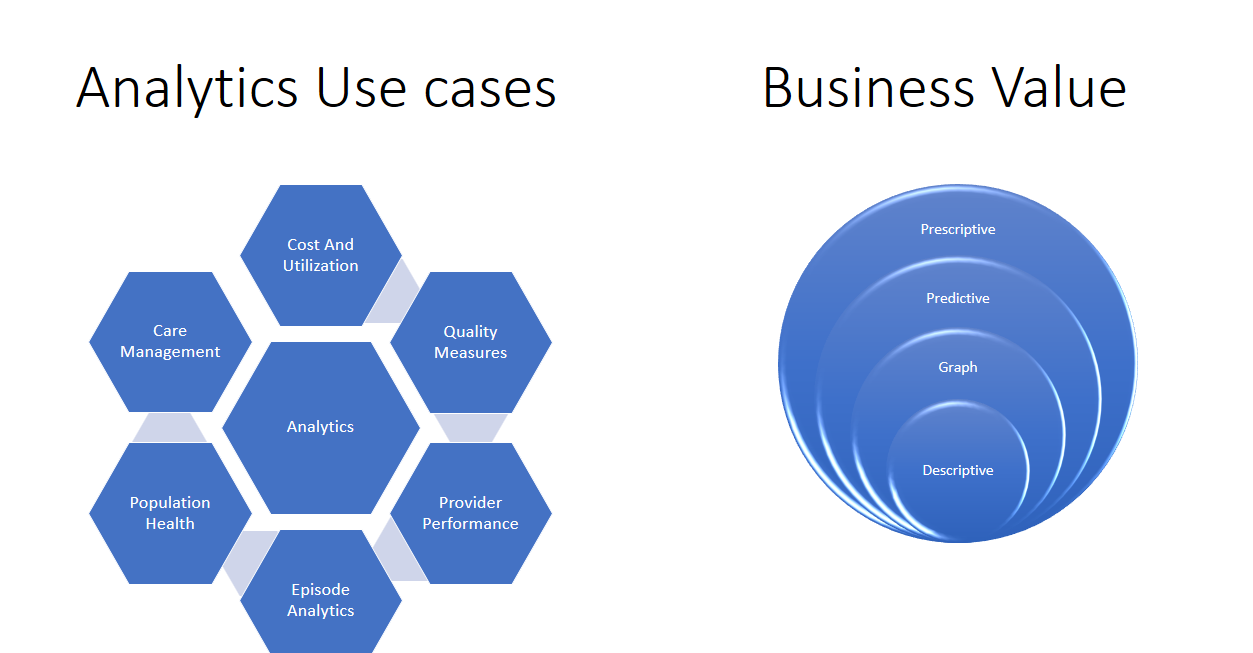 Analytics Use cases
Cost And
Utilization
Quality
Measures
Provider
Performance
Episode
Analytics
Population
Health
Care
Management
Analytics
Business Value
Prescriptive
Predictive
Graph
Descriptive